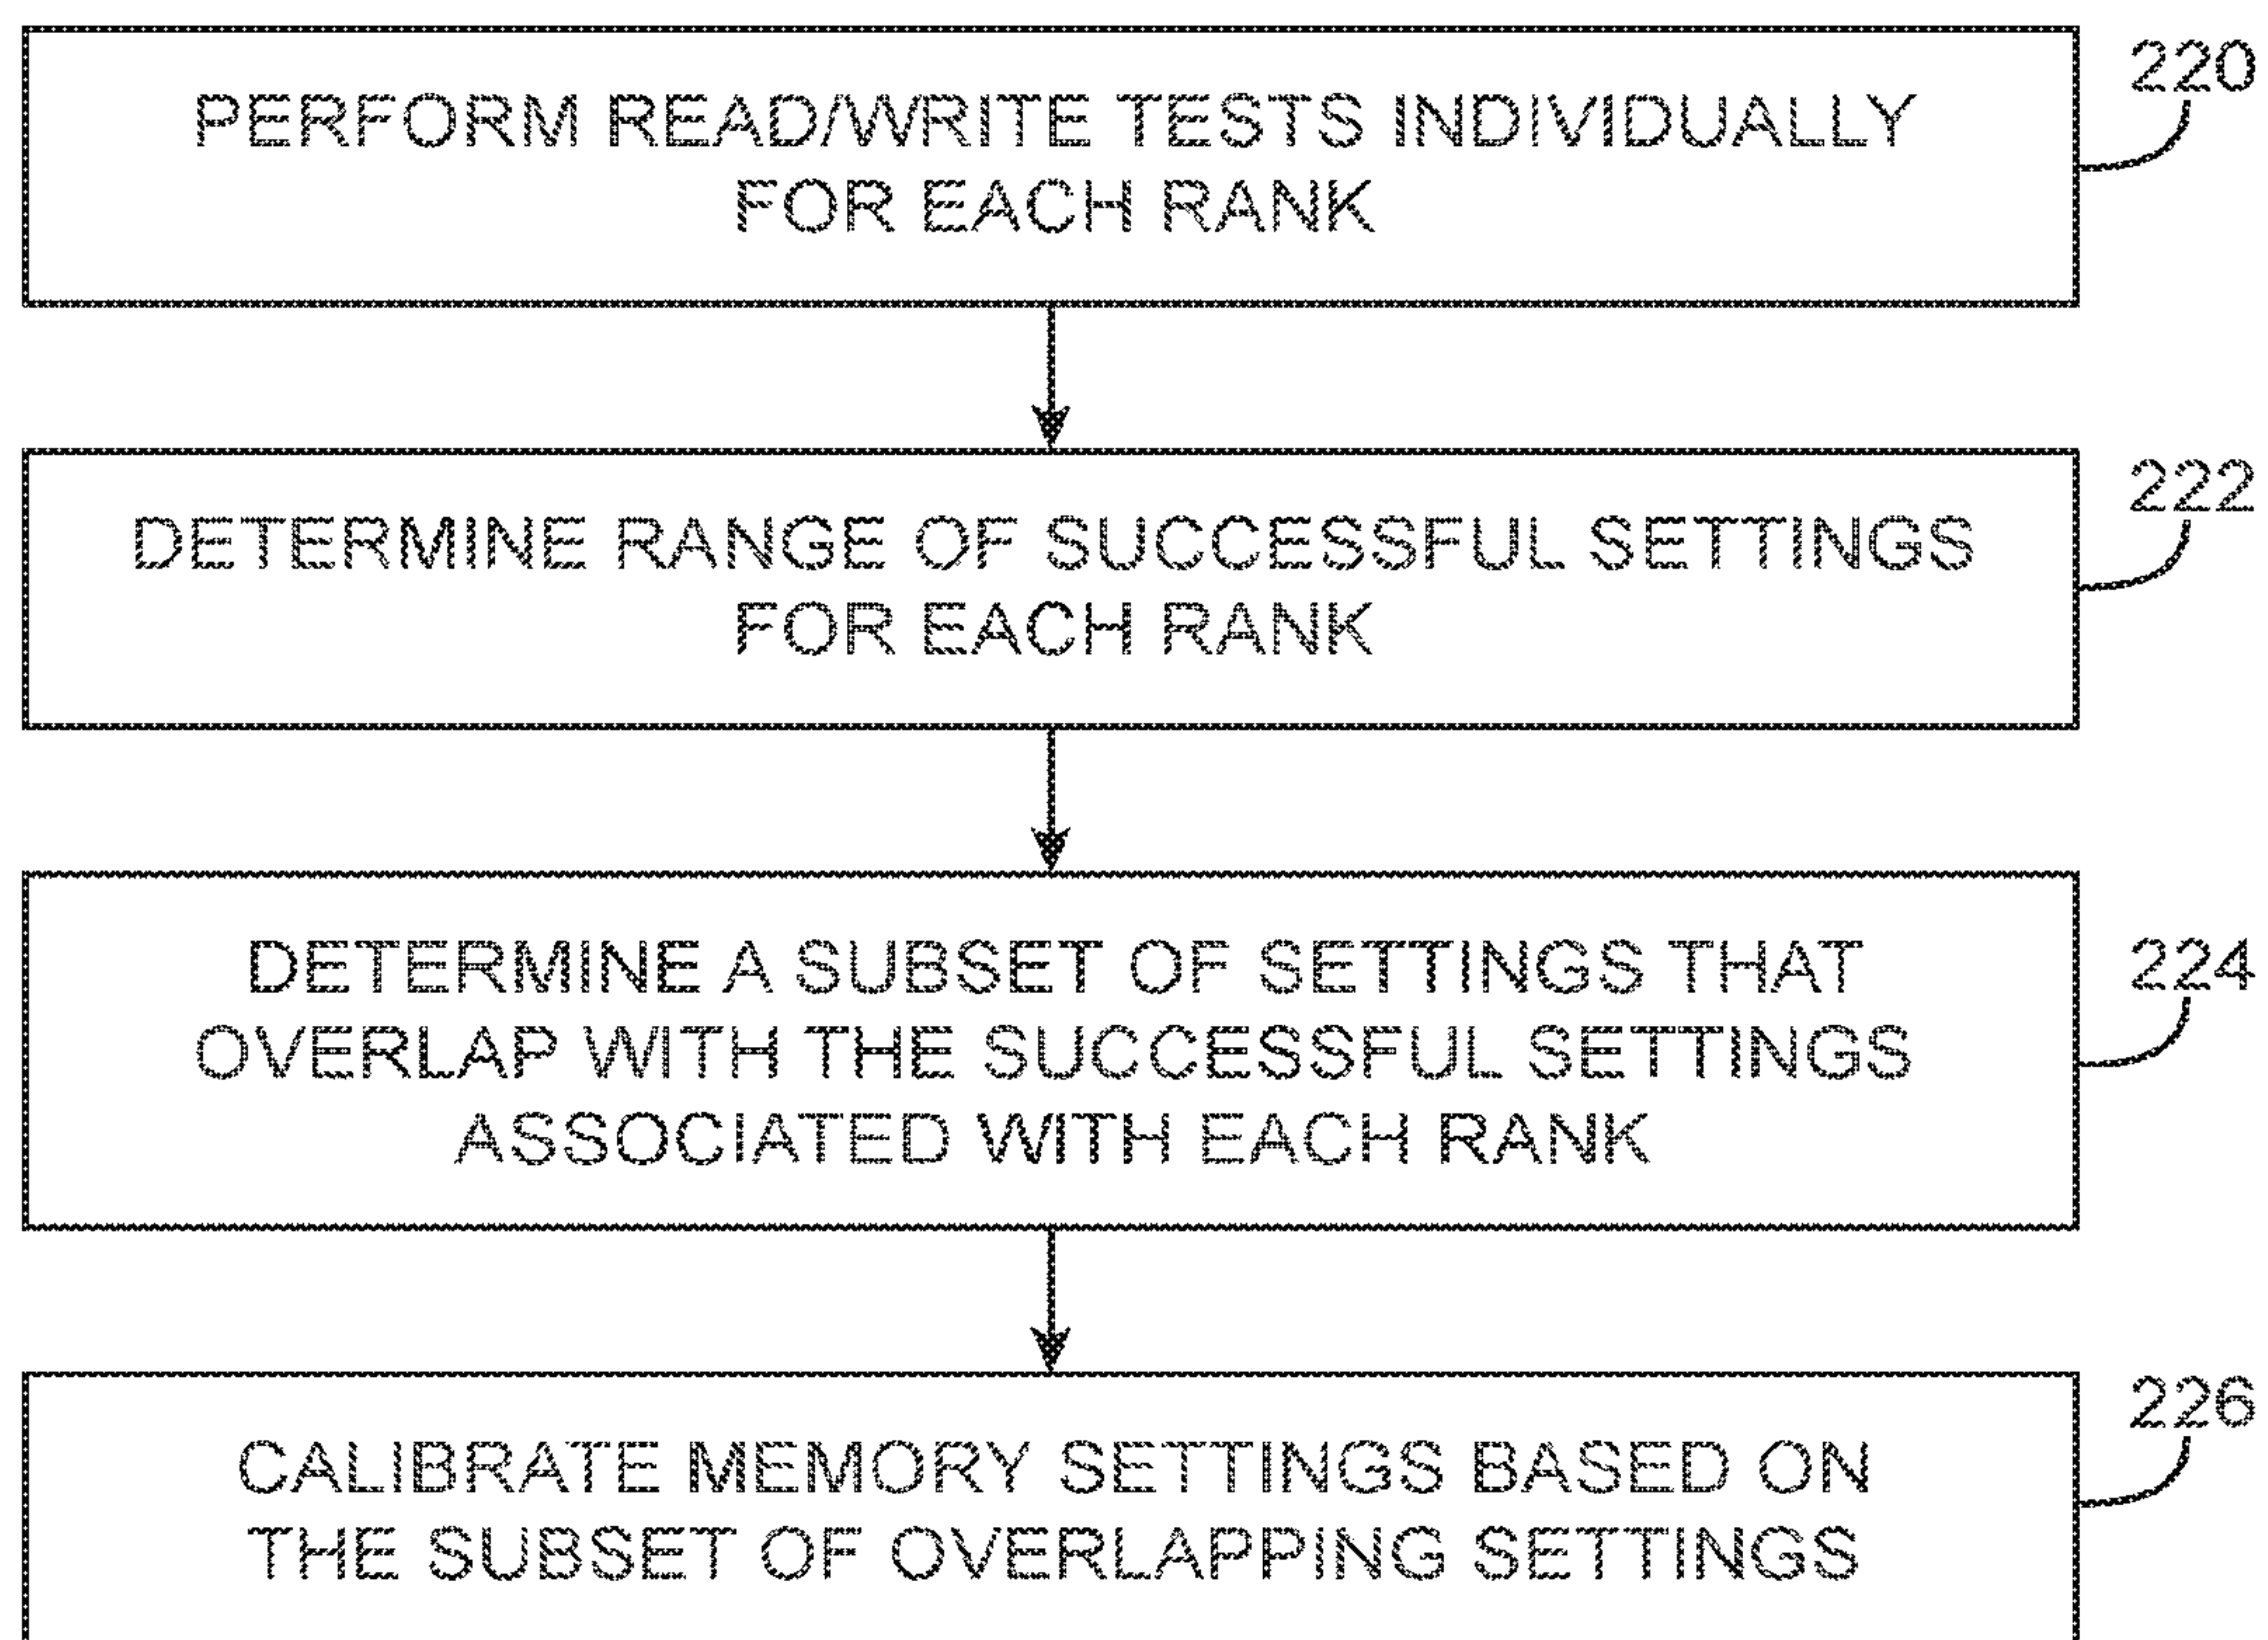 PERFORM READ/WRITE TESTS INDIVIDUALLY
FOR EACH RANK
220
DETERMINE RANGE OF SUCCESSFUL SETTINGS
FOR EACH RANK
222
DETERMINE A SUBSET OF SETTINGS THAT
OVERLAP WITH THE SUCCESSFUL SETTINGS
ASSOCIATED WITH EACH RANK
224
CALIBRATE MEMORY SETTINGS BASED ON
THE SUBSET OF OVERLAPPING SETTINGS
226